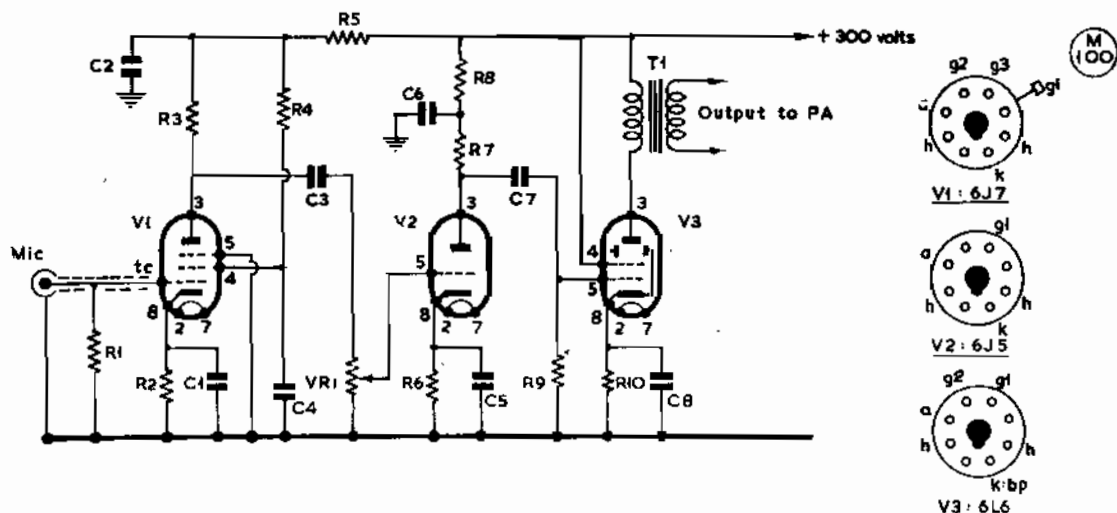 R5
+ 300 volts
M
100
C2
R8
T1
g2 g3
g1
R3
R4
C6
Output to PA
a
R7
h h
k
C3
C7
V1 : 6J7
3
3
3
V1
V2
V3
Mic
5
4
g1
tc
4
5
5
a
8
8
8
2 7
2 7
2 7
h h
k
V2 : 6J5
R1
R2
C1
C4
VR1
R6
C5
R9
R10
C8
g2 g1
a
h h
k:bp
V3 : 6L6